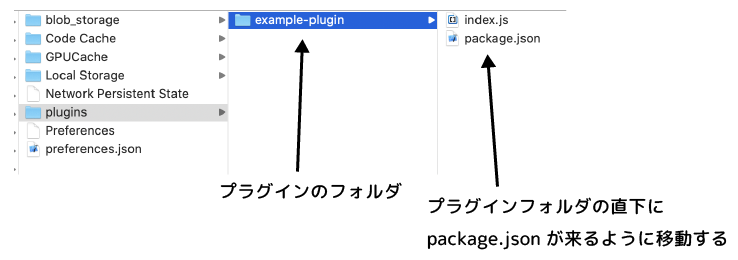 blob_storage
Code Cache
GPUCache
Local Storage
Network Persistent State
plugins
Preferences
preferences.json
example-plugin
index.js
package.json
プラグインのフォルダ
プラグインフォルダの直下に
package.json が来るように移動する